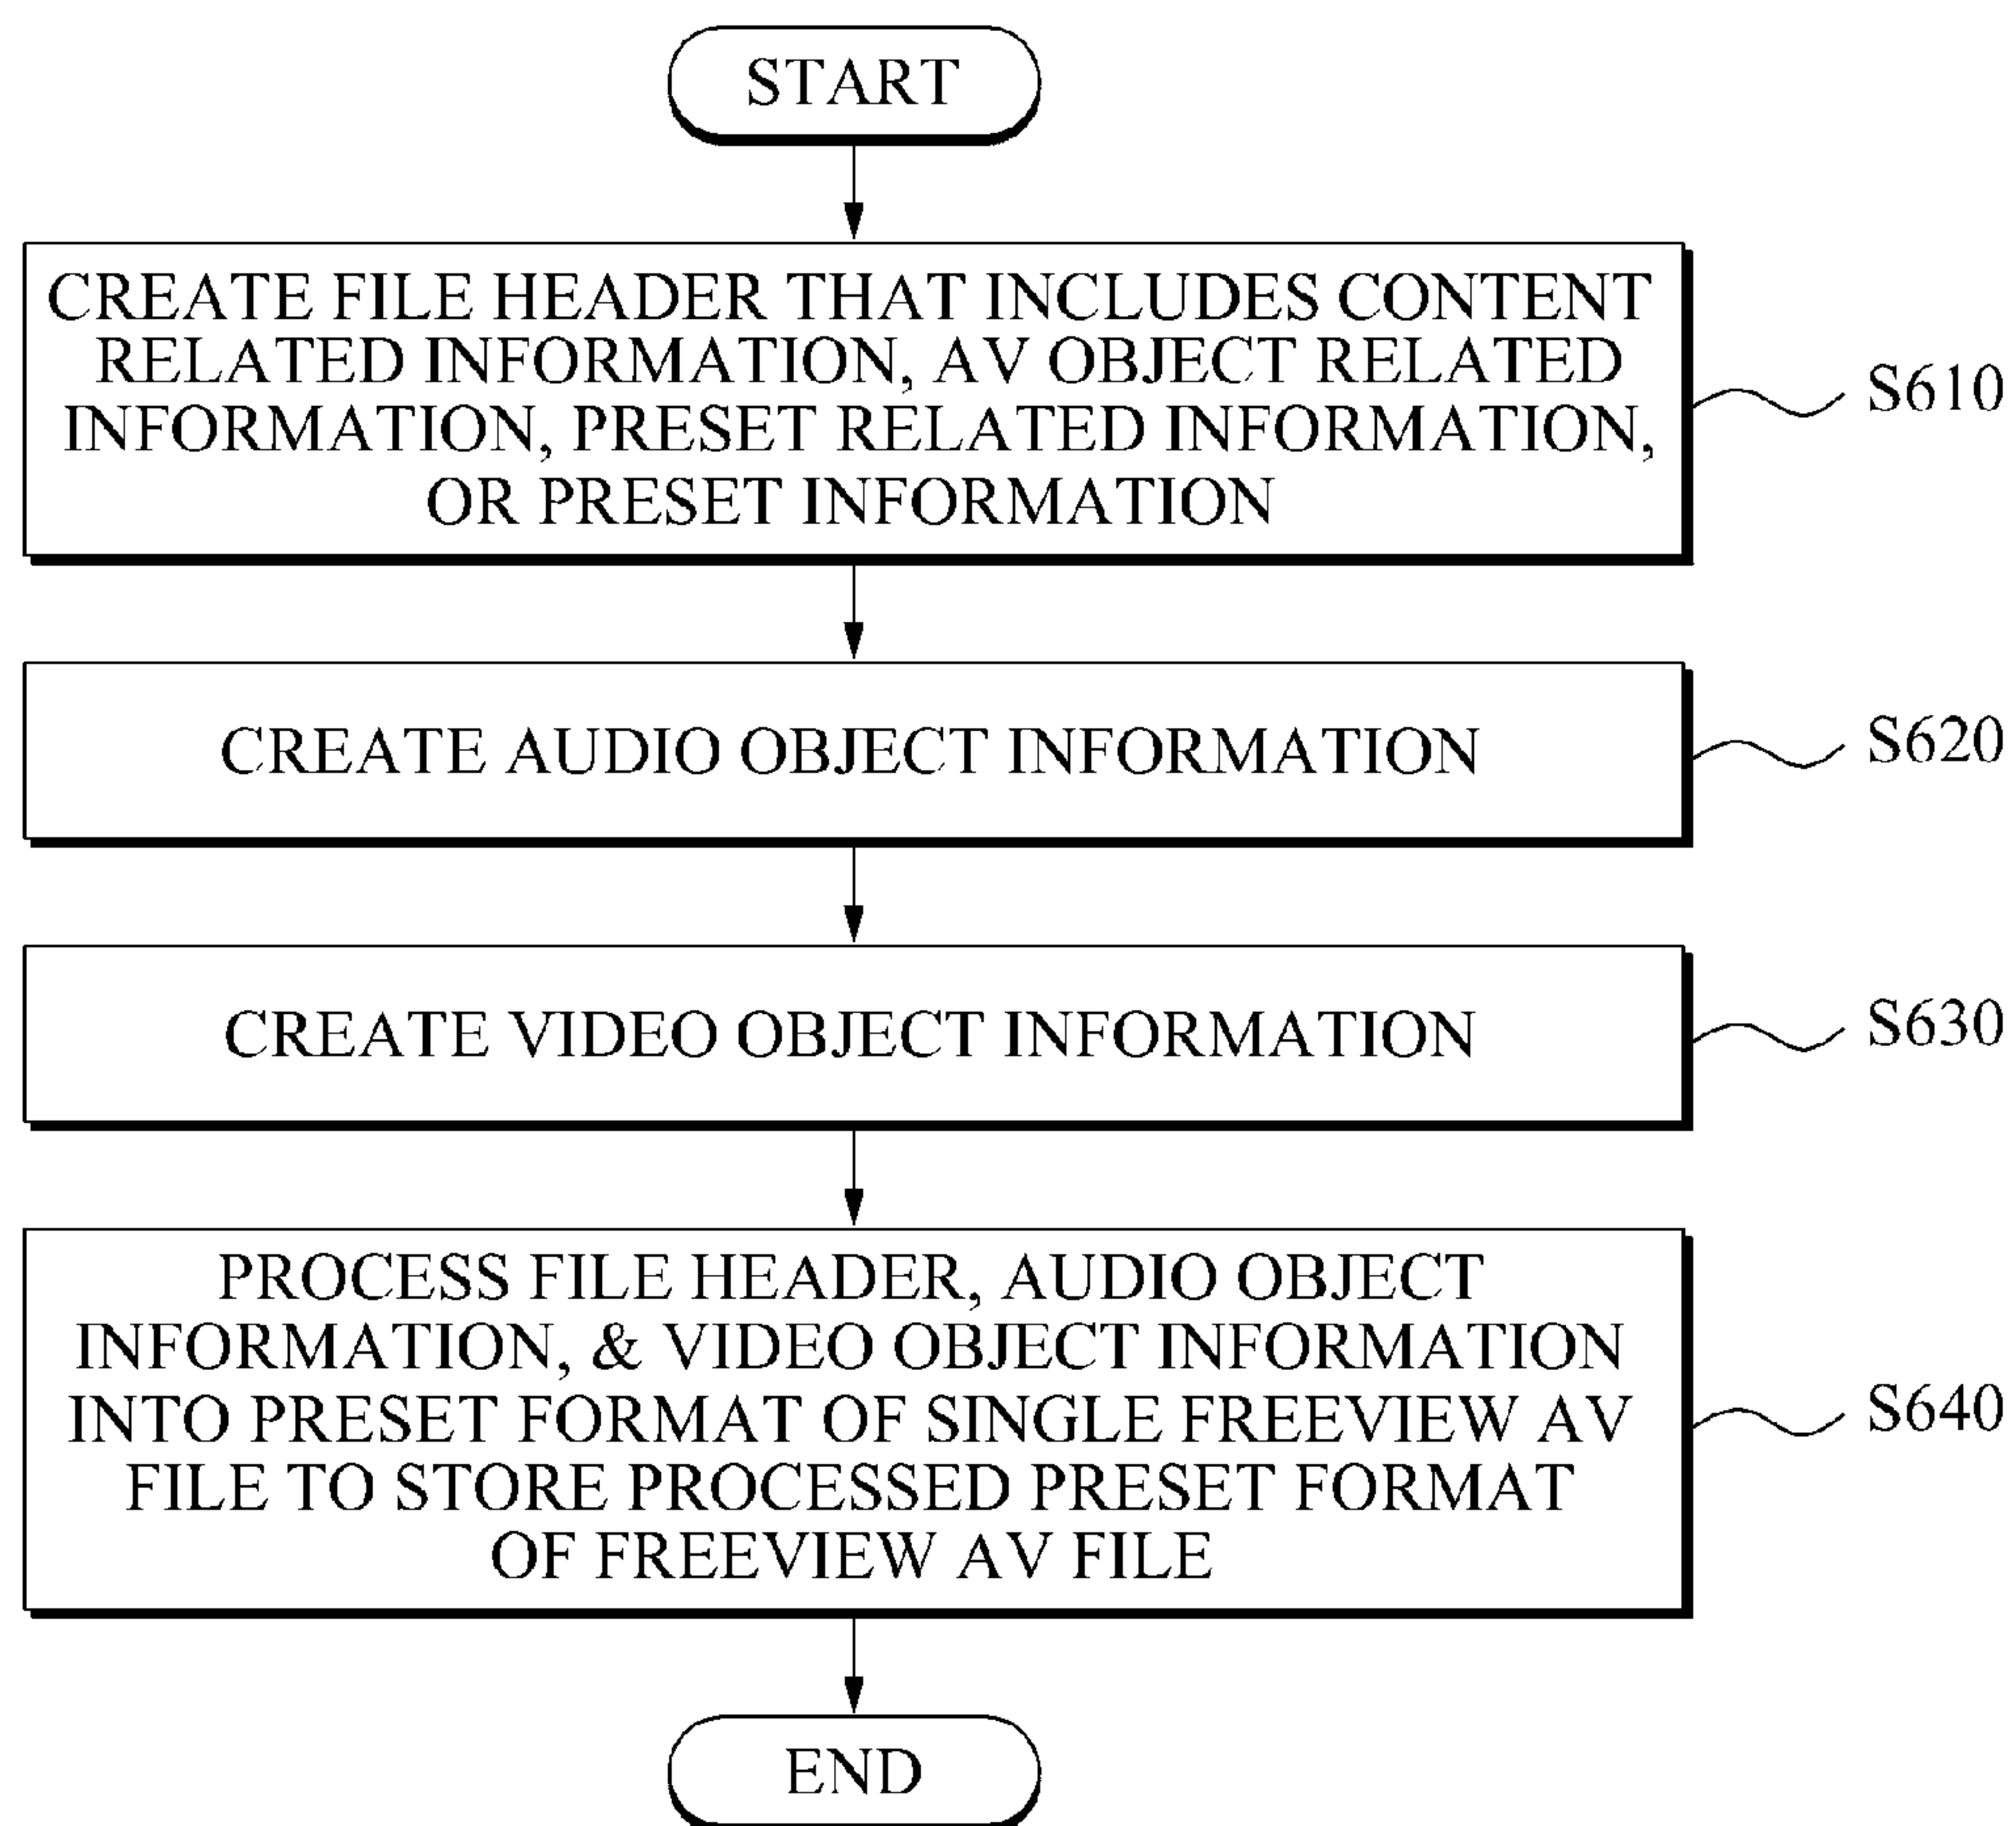 START
CREATE FILE HEADER THAT INCLUDES CONTENT
RELATED INFORMATION, AV OBJECT RELATED
INFORMATION, PRESET RELATED INFORMATION,
OR PRESET INFORMATION
S610
CREATE AUDIO OBJECT INFORMATION
S620
CREATE VIDEO OBJECT INFORMATION
S630
PROCESS FILE HEADER, AUDIO OBJECT
INFORMATION, & VIDEO OBJECT INFORMATION
INTO PRESET FORMAT OF SINGLE FREEVIEW AV
FILE TO STORE PROCESSED PRESET FORMAT
OF FREEVIEW AV FILE
S640
END